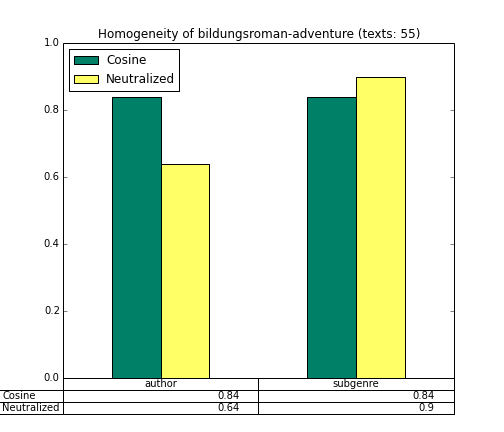 Homogeneity of bildungsroman-adventure (texts: 55)
1.0
Cosine
Neutralized
0.8
0.6
0.4
0.2
0.0
author subgenre
Cosine 0.84 0.84
Neutralized 0.64 0.9